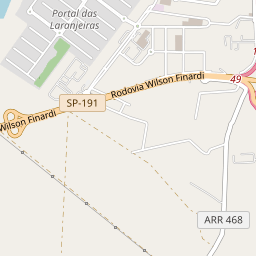 Portal das
Laranjeiras
Rodovia Wilson Finardi
49
SP-191
Wilson Finardi
ARR 468